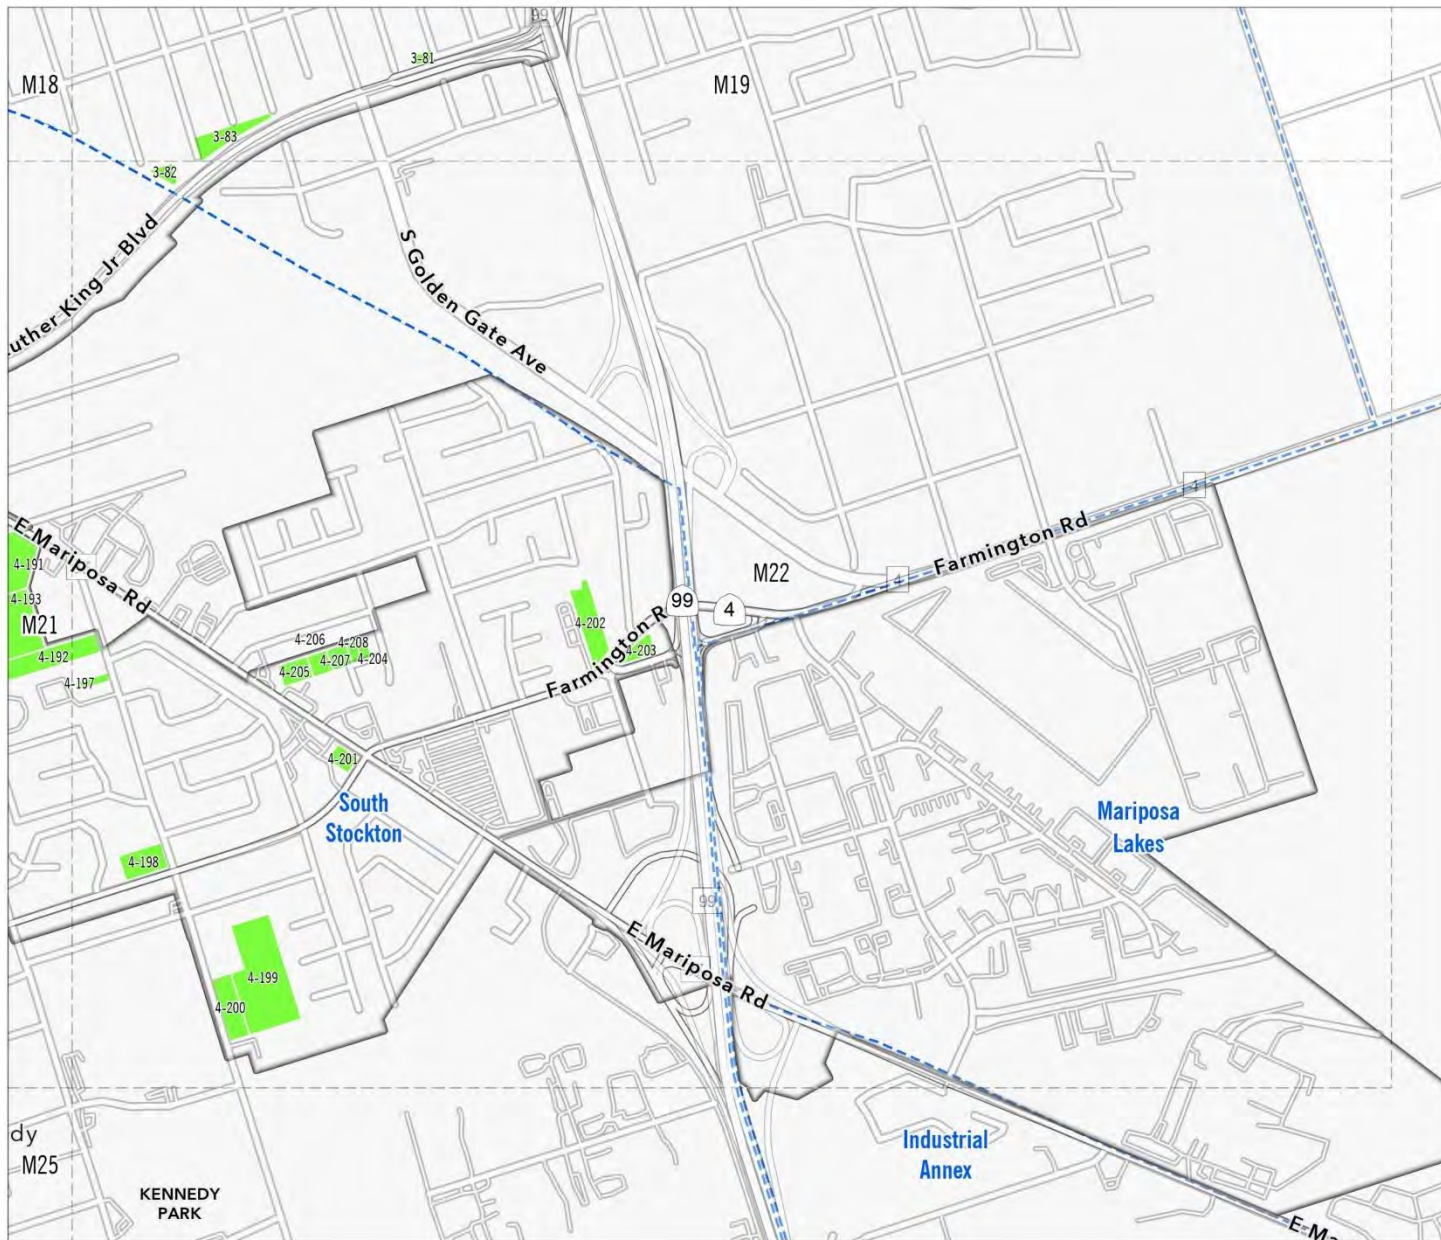 99
M18
3-81
M19
3-83
3-82
uther King Jr Blvd
S Golden Gate Ave
4
E Mariposa Rd
Farmington Rd
4-191
4-193
M21
4-192
4-197
4-206
4-208
4-205
4-207
4-204
4-202
4-203
Farmington R
99
4
M22
4
4-201
South
Stockton
Mariposa
Lakes
4-198
99
E Mariposa Rd
4-199
4-200
dy
M25
KENNEDY
PARK
Industrial
Annex
E Ma